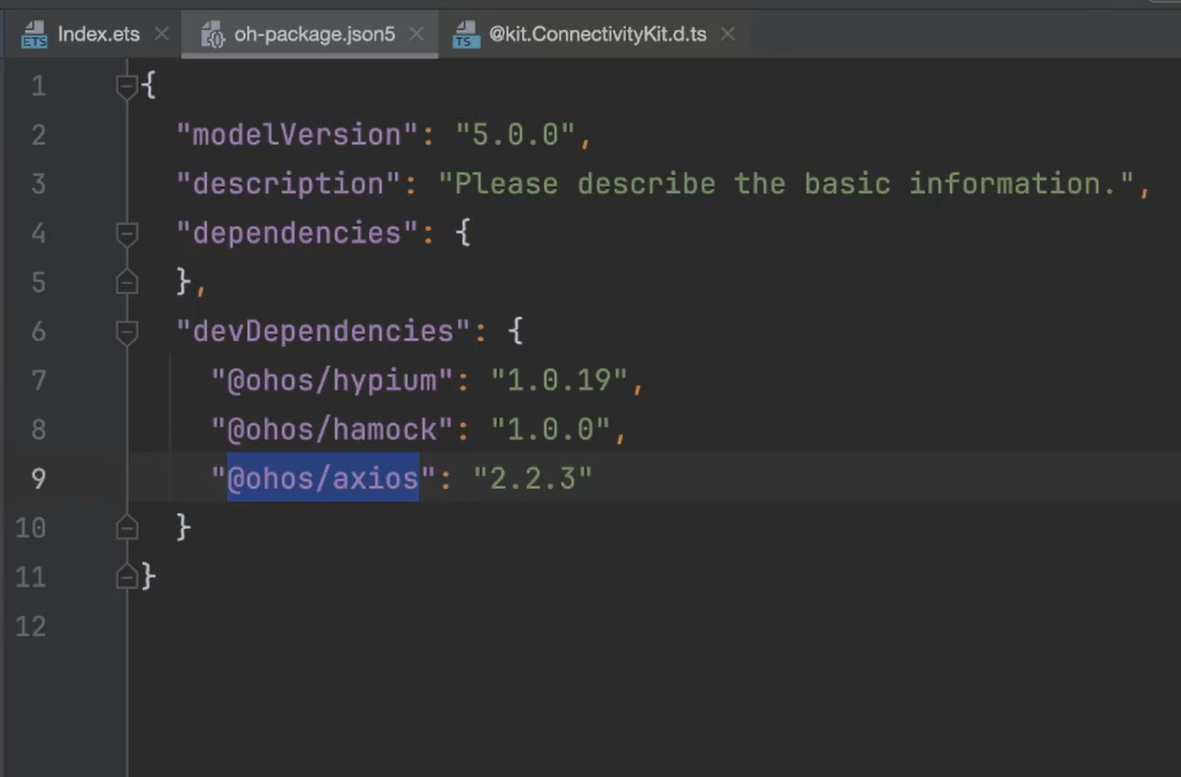 ETS Index.ets
oh-package.json5
TS @kit.ConnectivityKit.d.ts
1 {
2 "modelVersion": "5.0.0",
3 "description": "Please describe the basic information.",
4 "dependencies": {
5 },
6 "devDependencies": {
7 "@ohos/hypium": "1.0.19",
8 "@ohos/hamock": "1.0.0",
9 "@ohos/axios": "2.2.3"
10 }
11 }
12